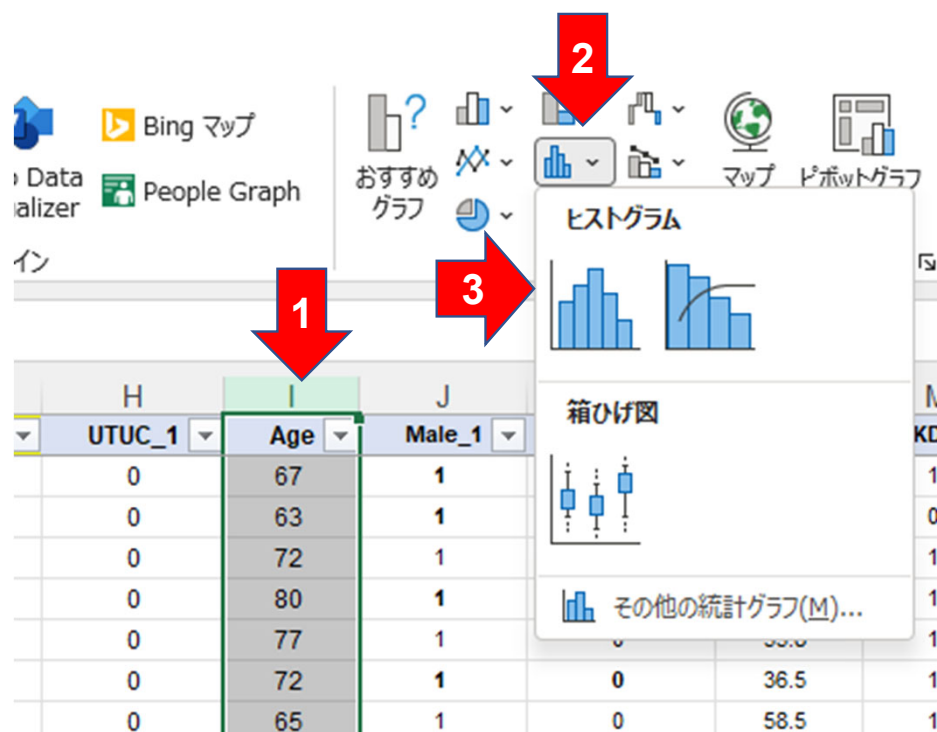 2
Bing マップ
People Graph
Data
alizer
イン
おすすめ
グラフ
マップ
ピボットグラフ
ヒストグラム
3
1
箱ひげ図
その他の統計グラフ(M)...
H I J
UTUC_1 Age Male_1
0 67 1
0 63 1
0 72 1
0 80 1
0 77 1
0 72 1 0 36.5 1
0 65 1 0 58.5 1